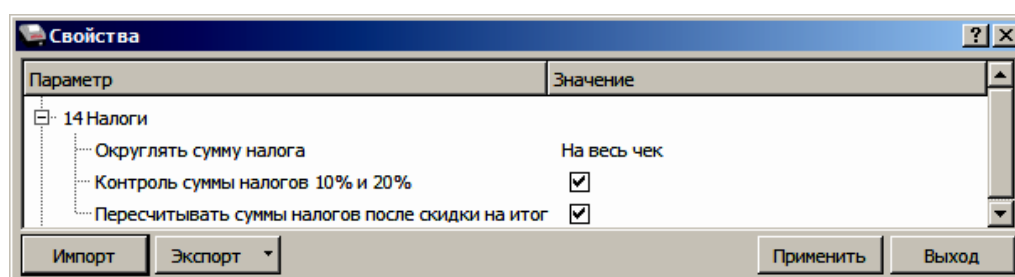 Свойства
Параметр Значение
14 Налоги
Округлять сумму налога На весь чек
Контроль суммы налогов 10% и 20%
Пересчитывать суммы налогов после скидки на итог
Импорт Экспорт Применить Выход